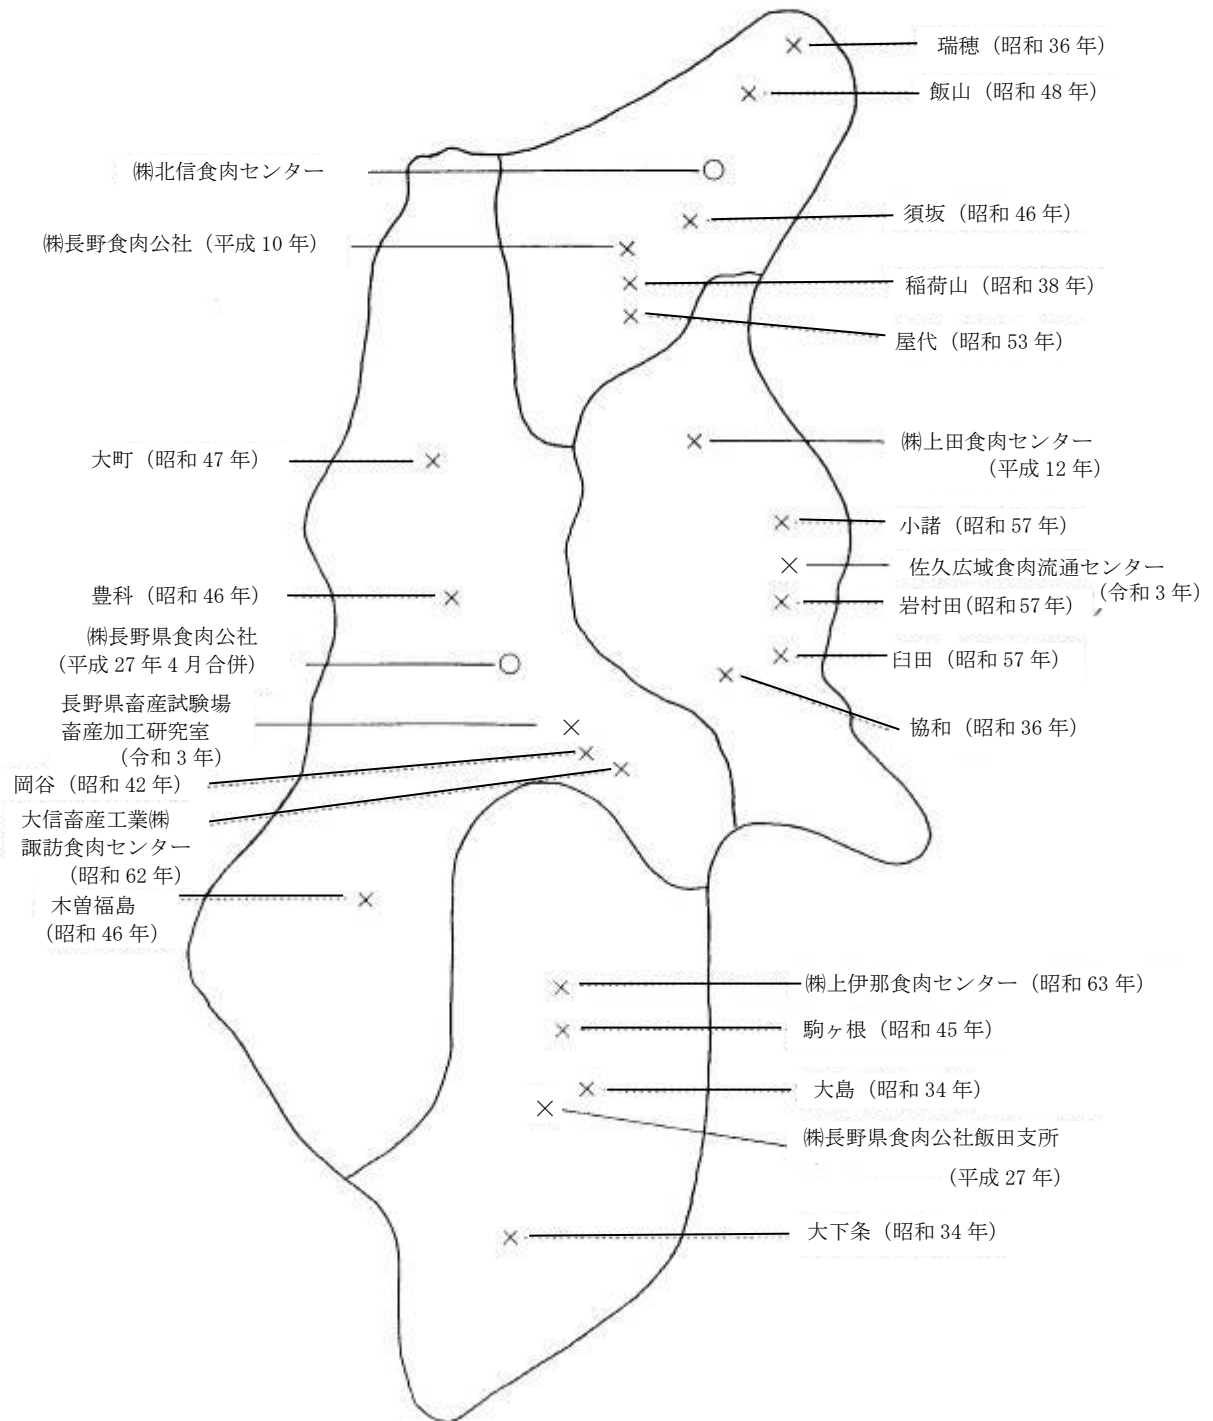 瑞穂（昭和 36 年）
飯山（昭和 48 年）
㈱北信食肉センター
須坂（昭和 46 年）
㈱長野食肉公社（平成 10 年）
稲荷山（昭和 38 年）
屋代（昭和 53 年）
㈱上田食肉センター
（平成 12 年）
大町（昭和 47 年）
小諸（昭和 57 年）
佐久広域食肉流通センター
（令和 3 年）
豊科（昭和 46 年）
岩村田（昭和 57 年）
㈱長野県食肉公社
（平成 27 年 4 月合併）
臼田（昭和 57 年）
長野県畜産試験場
畜産加工研究室
（令和 3 年）
協和（昭和 36 年）
岡谷（昭和 42 年）
大信畜産工業㈱
諏訪食肉センター
（昭和 62 年）
木曽福島
（昭和 46 年）
㈱上伊那食肉センター（昭和 63 年）
駒ヶ根（昭和 45 年）
大島（昭和 34 年）
㈱長野県食肉公社飯田支所
（平成 27 年）
大下条（昭和 34 年）